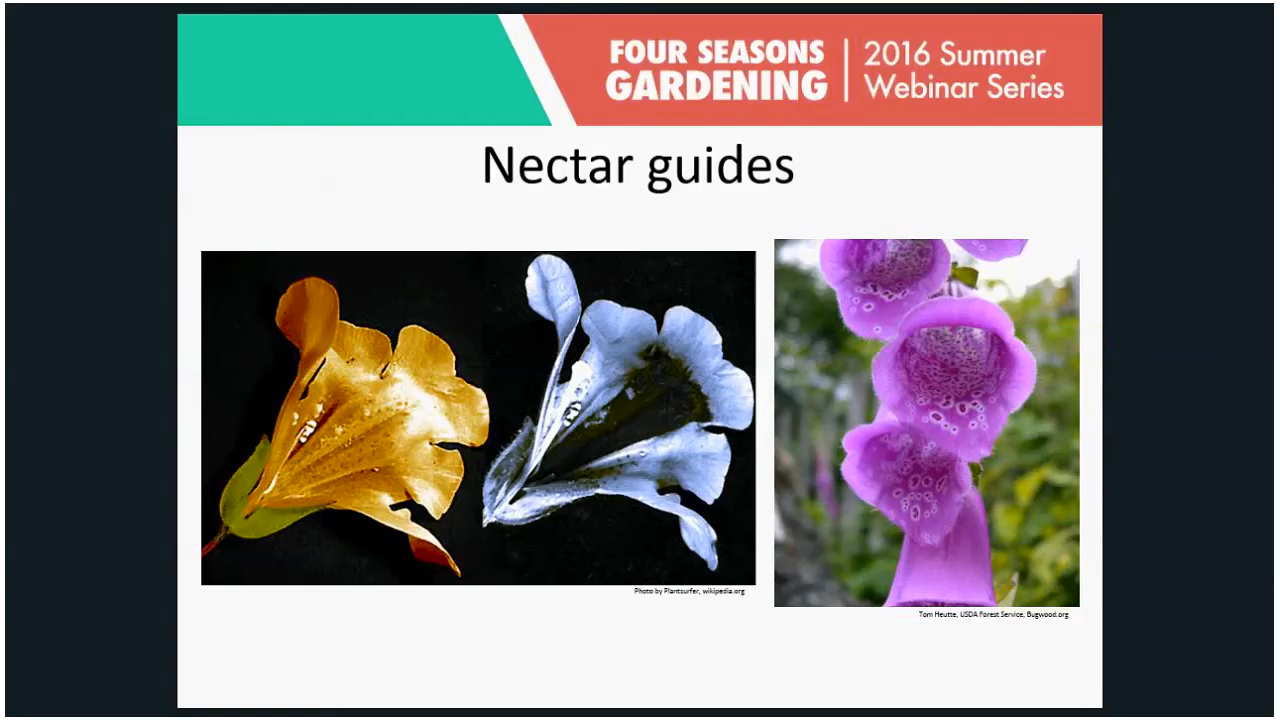 FOUR SEASONS
GARDENING
2016 Summer
Webinar Series
Nectar guides
Photo by Plantsurfer, wikipedia.org
Tom Heutte, USDA Forest Service, Bugwood.org